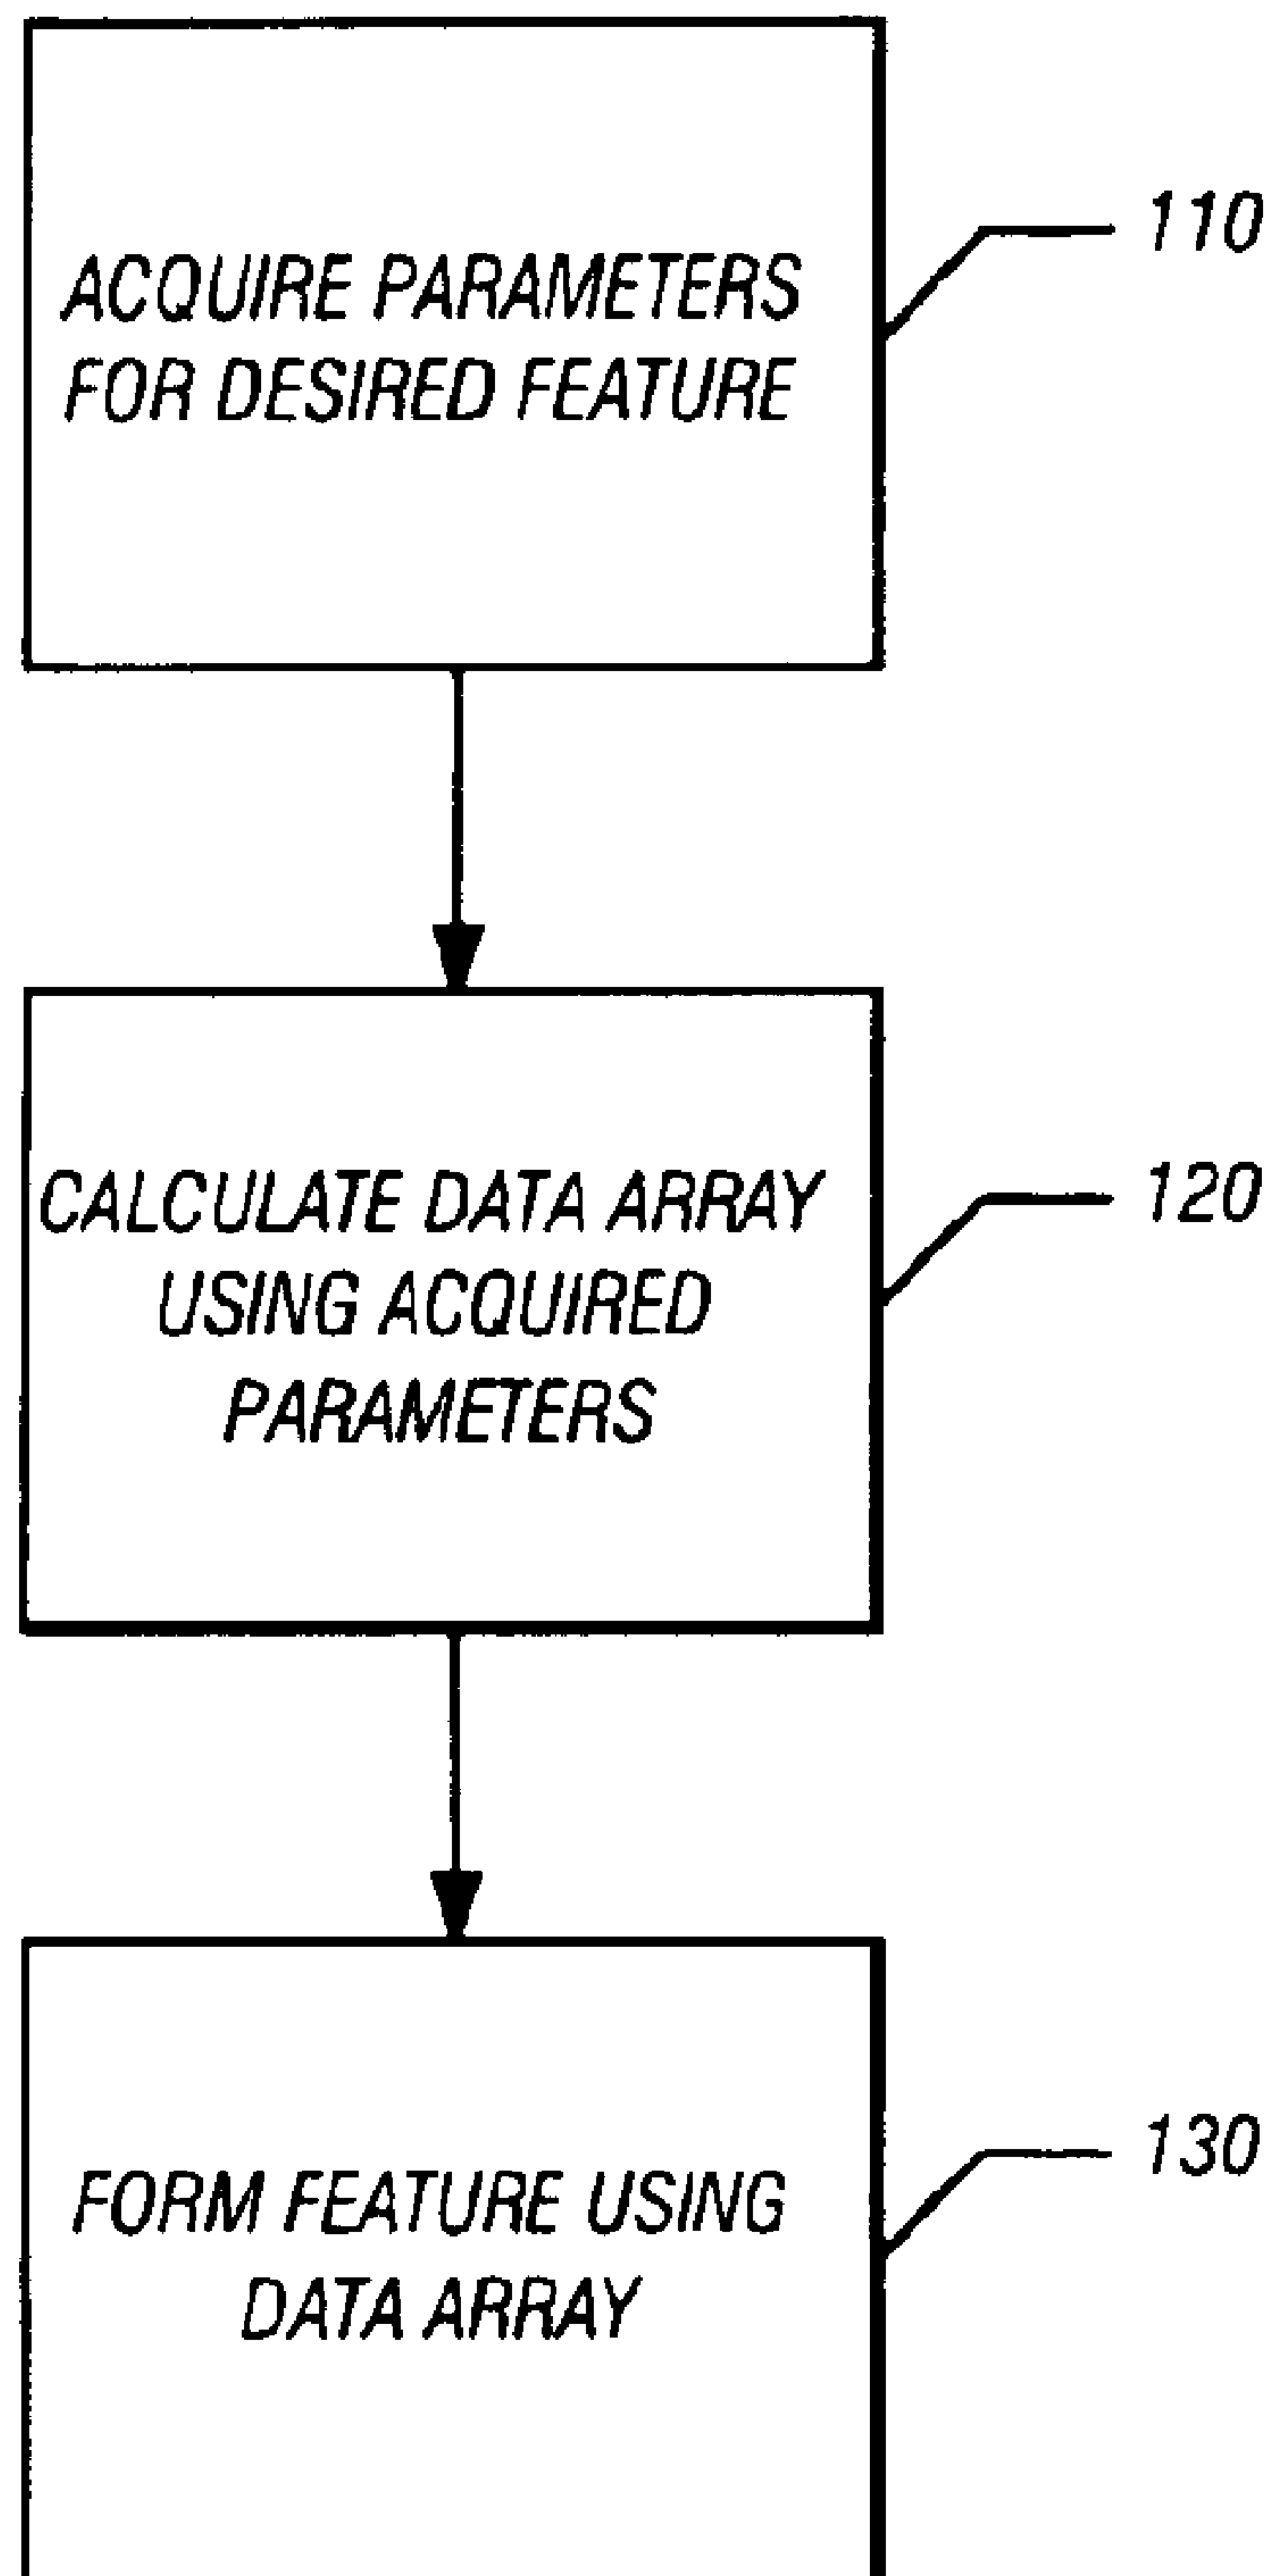 ACQUIRE PARAMETERS
FOR DESIRED FEATURE
110
CALCULATE DATA ARRAY
USING ACQUIRED
PARAMETERS
120
FORM FEATURE USING
DATA ARRAY
130